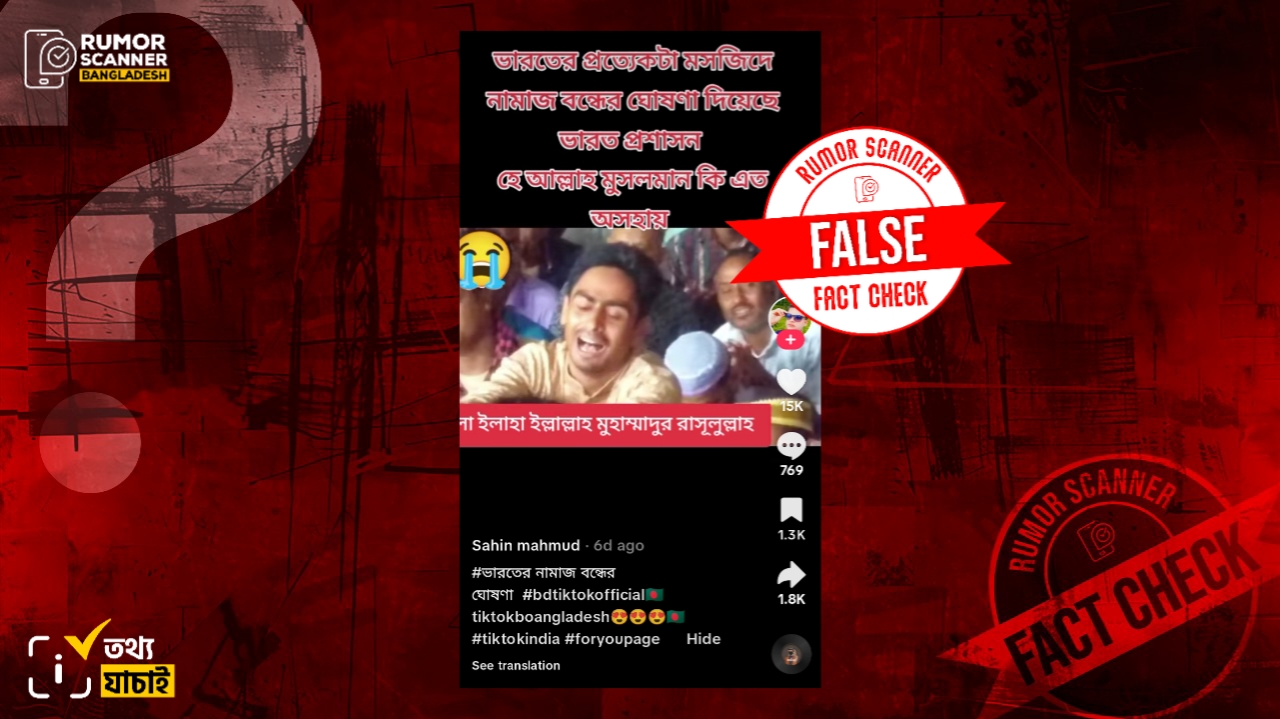 RUMOR
SCANNER
BANGLADESH
ভারতের প্রত্যেকটা মসজিদে
নামাজ বন্ধের ঘোষণা দিয়েছে
ভারত প্রশাসন
হে আল্লাহ মুসলমান কি এত
অসহায়
RUMOR SCANNER
FALSE
FACT CHECK
লা ইলাহা ইল্লাল্লাহ মুহাম্মাদুর রাসূলুল্লাহ
15K
769
1.3K
1.8K
Sahin mahmud · 6d ago
#ভারতের নামাজ বন্ধের
ঘোষণা #bdtiktokofficial🇧🇩
tiktokboangladesh😍😍😍🇧🇩
#tiktokindia #foryoupage Hide
See translation
RUMOR SCANNER
FACT CHECK
তথ্য
যাচাই